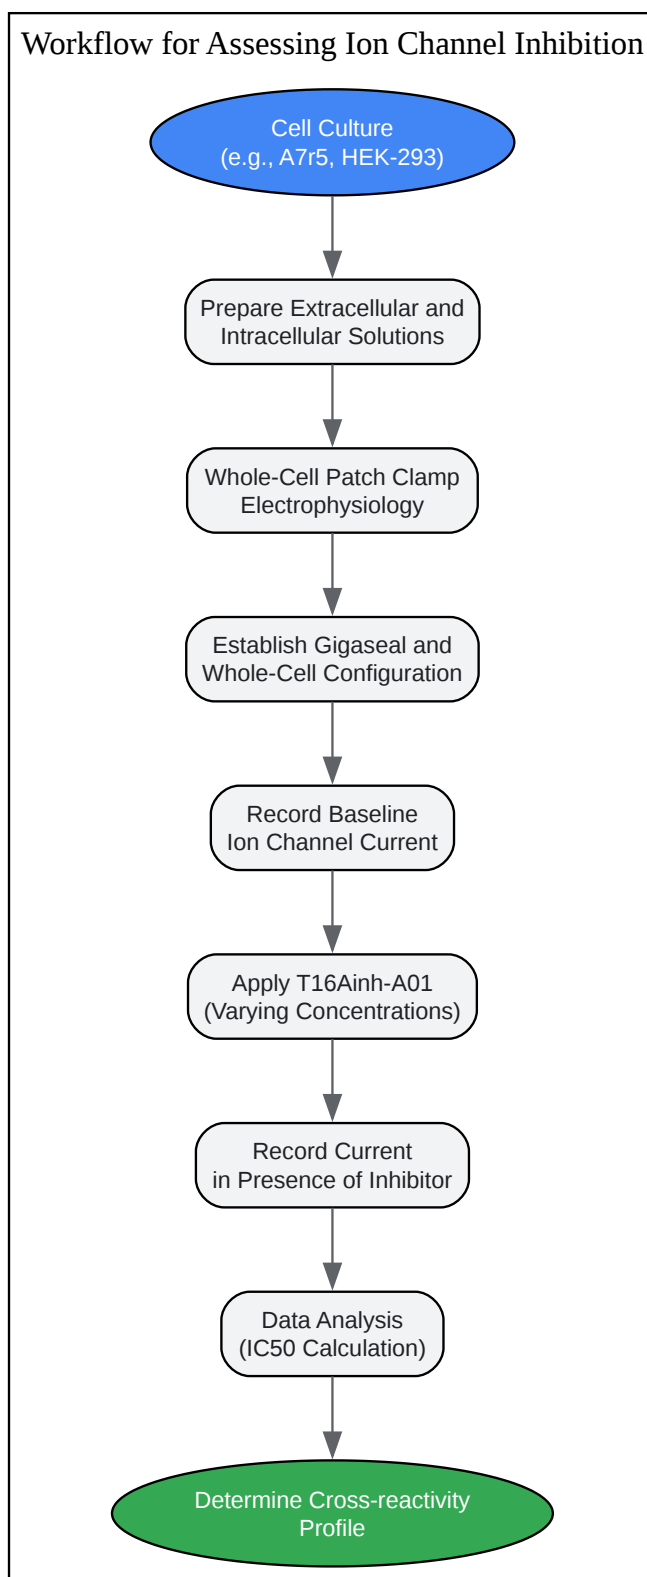 Workflow for Assessing Ion Channel Inhibition
Cell Culture
(e.g., A7r5, HEK-293)
Prepare Extracellular and
Intracellular Solutions
Whole-Cell Patch Clamp
Electrophysiology
Establish Gigaseal and
Whole-Cell Configuration
Record Baseline
Ion Channel Current
Apply T16Ainh-A01
(Varying Concentrations)
Record Current
in Presence of Inhibitor
Data Analysis
(IC50 Calculation)
Determine Cross-reactivity
Profile